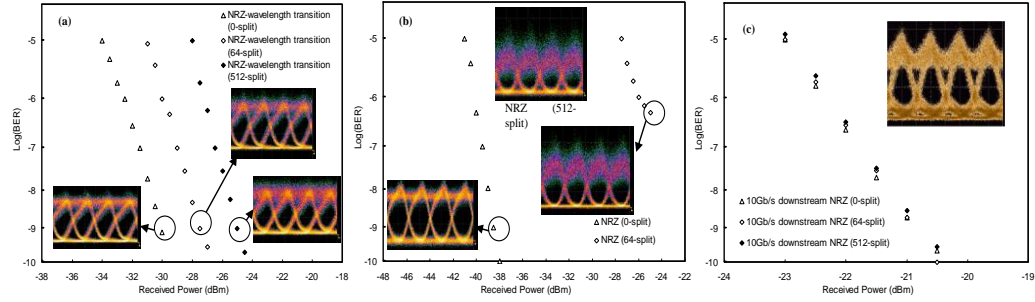 (a)
NRZ-wavelength transition
(0-split)
NRZ-wavelength transition
(64-split)
NRZ-wavelength transition
(512-split)
Log(BER)
-5
-6
-7
-8
-9
-10
-38 -36 -34 -32 -30 -28 -26 -24 -22 -20 -18
Received Power (dBm)
(b)
NRZ (512-
split)
NRZ (0-split)
NRZ (64-split)
Log(BER)
-5
-6
-7
-8
-9
-10
-48 -46 -44 -42 -40 -38 -36 -34 -32 -30 -28 -26 -24 -22
Received Power (dBm)
(c)
10Gb/s downstream NRZ (0-split)
10Gb/s downstream NRZ (64-split)
10Gb/s downstream NRZ (512-split)
Log(BER)
-5
-6
-7
-8
-9
-10
-24 -23 -22 -21 -20 -19
Received Power (dBm)